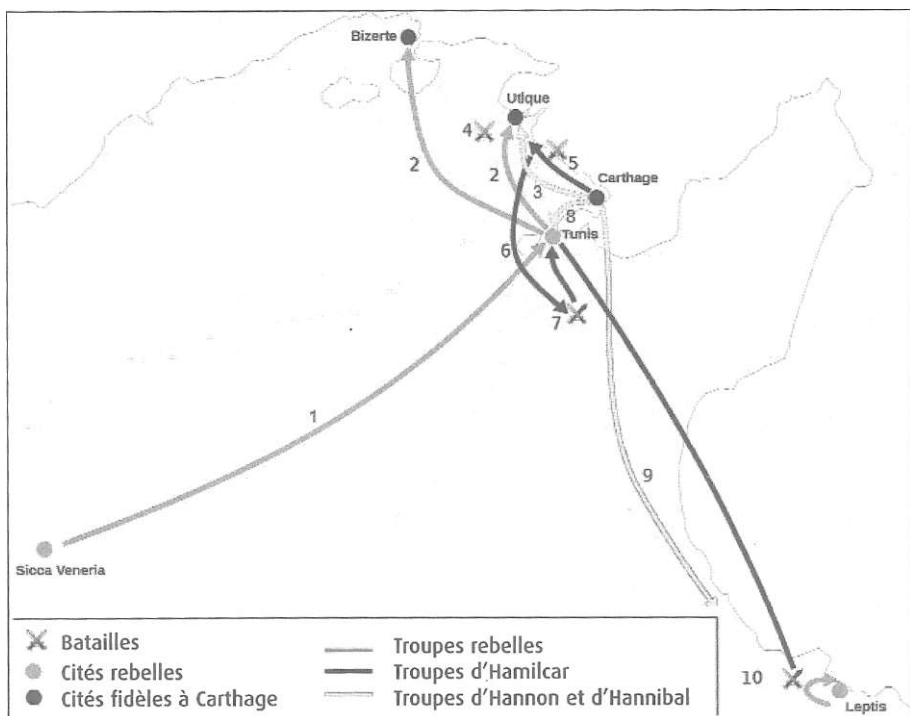 Bizerte
Utique
4
5
2
2
3
Carthage
8
Tunis
6
7
1
9
Sicca Veneria
Batailles
Cités rebelles
Cités fidèles à Carthage
Troupes rebelles
Troupes d'Hamilcar
Troupes d'Hannon et d'Hannibal
10
Leptis